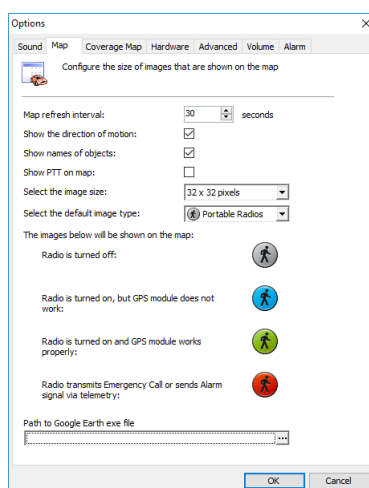 Options
Sound Map Coverage Map Hardware Advanced Volume Alarm
Configure the size of images that are shown on the map
Map refresh interval: 30 seconds
Show the direction of motion:
Show names of objects:
Show PTT on map:
Select the image size: 32 x 32 pixels
Select the default image type: Portable Radios
The images below will be shown on the map:
Radio is turned off:
Radio is turned on, but GPS module does not
work:
Radio is turned on and GPS module works
properly:
Radio transmits Emergency Call or sends Alarm
signal via telemetry:
Path to Google Earth exe file
...
OK Cancel